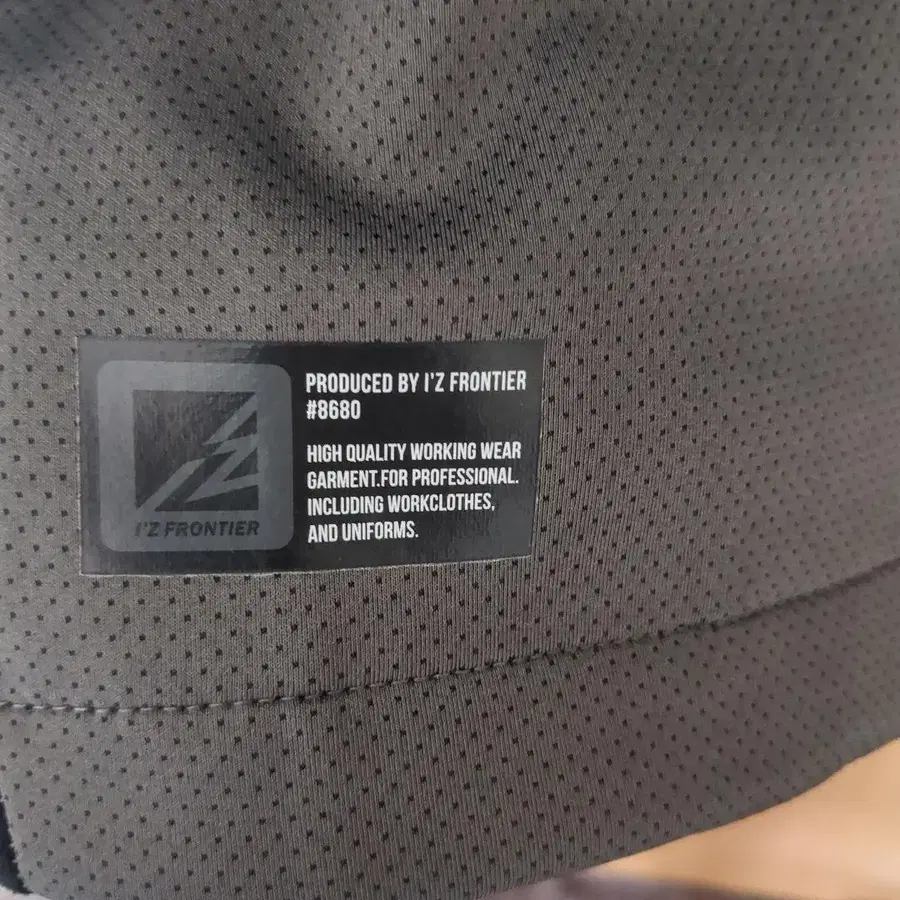 I'Z FRONTIER
PRODUCED BY I'Z FRONTIER
#8680
HIGH QUALITY WORKING WEAR
GARMENT.FOR PROFESSIONAL.
INCLUDING WORKCLOTHES,
AND UNIFORMS.